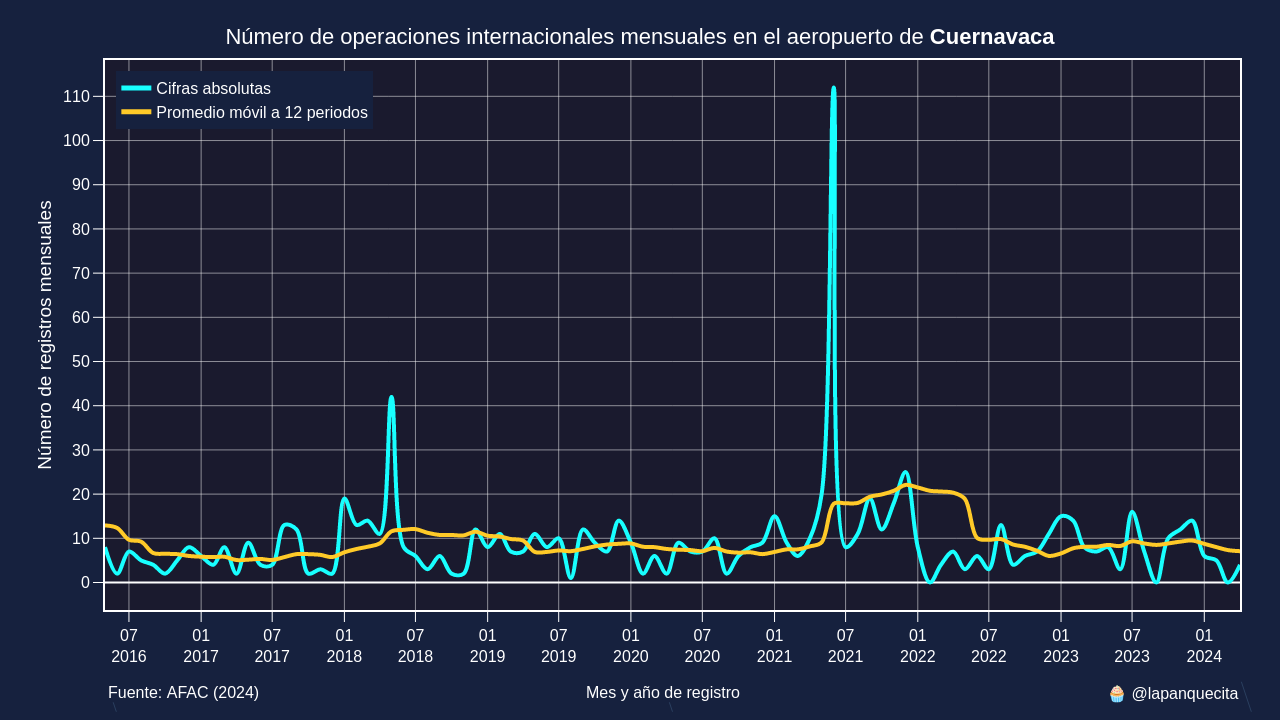 Número de operaciones internacionales mensuales en el aeropuerto de Cuernavaca
Cifras absolutas
Promedio móvil a 12 periodos
Número de registros mensuales
110
100
90
80
70
60
50
40
30
20
10
0
07 01 07 01 07 01 07 01 07 01 07 01 07 01 07 01
2016 2017 2017 2018 2018 2019 2019 2020 2020 2021 2021 2022 2022 2023 2023 2024
Fuente: AFAC (2024)
Mes y año de registro
🧁 @lapanquecita